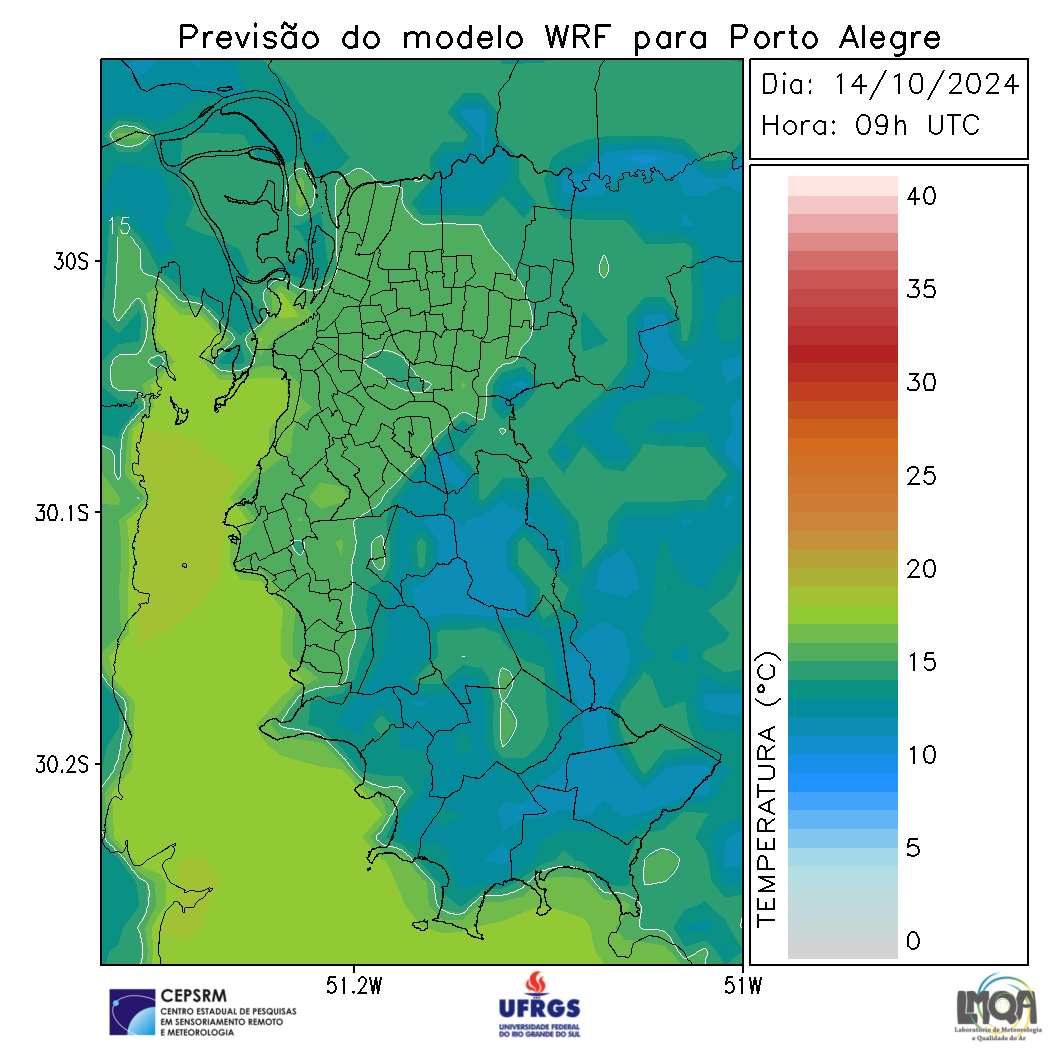 Previsão do modelo WRF para Porto Alegre
Dia: 14/10/2024
Hora: 09h UTC
15
30S
30.1S
30.2S
51.2W
51W
40
35
30
25
20
15
10
5
0
TEMPERATURA (°C)
CEPSRM
CENTRO ESTADUAL DE PESQUISAS
EM SENSORIAMENTO REMOTO
E METEOROLOGIA
UFRGS
UNIVERSIDADE FEDERAL
DO RIO GRANDE DO SUL
LMQA
Laboratório de Meteorologia
e Qualidade do Ar